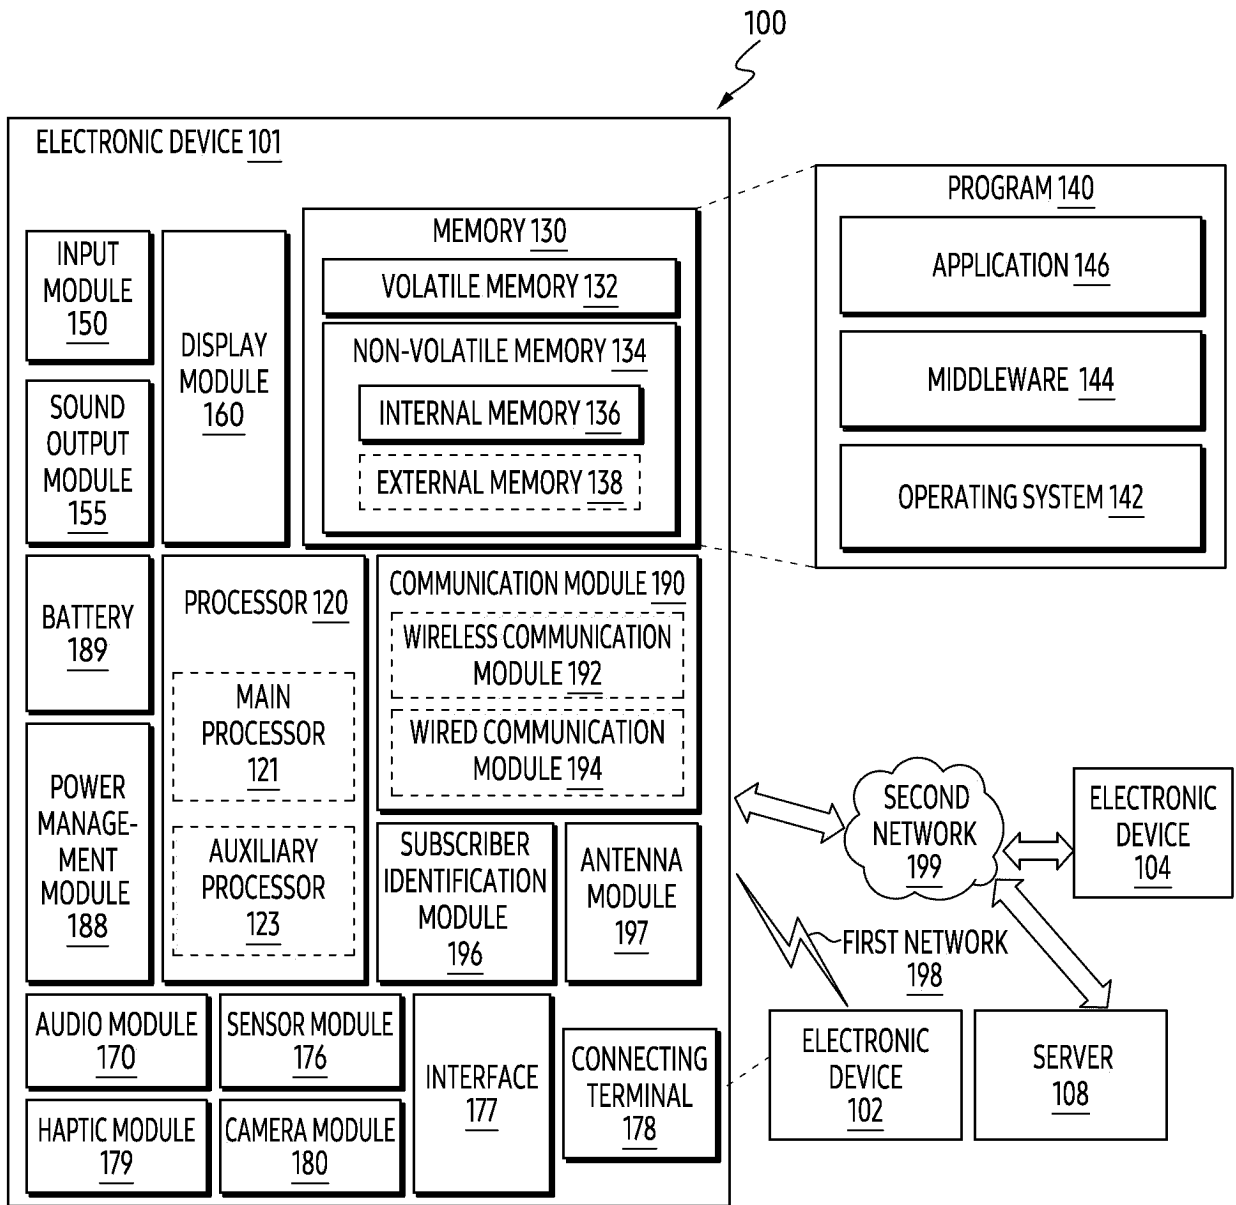 100
ELECTRONIC DEVICE 101
INPUT
MODULE
150
SOUND
OUTPUT
MODULE
155
DISPLAY
MODULE
160
MEMORY 130
VOLATILE MEMORY 132
NON-VOLATILE MEMORY 134
INTERNAL MEMORY 136
EXTERNAL MEMORY 138
PROGRAM 140
APPLICATION 146
MIDDLEWARE 144
OPERATING SYSTEM 142
BATTERY
189
POWER
MANAGE-
MENT MODULE
188
PROCESSOR 120
MAIN
PROCESSOR
121
AUXILIARY
PROCESSOR
123
COMMUNICATION MODULE 190
WIRELESS COMMUNICATION
MODULE 192
WIRED COMMUNICATION
MODULE 194
SUBSCRIBER
IDENTIFICATION
MODULE
196
ANTENNA
MODULE
197
AUDIO MODULE
170
SENSOR MODULE
176
HAPTIC MODULE
179
CAMERA MODULE
180
INTERFACE
177
CONNECTING
TERMINAL
178
SECOND
NETWORK
199
ELECTRONIC
DEVICE
104
FIRST NETWORK
198
ELECTRONIC
DEVICE
102
SERVER
108